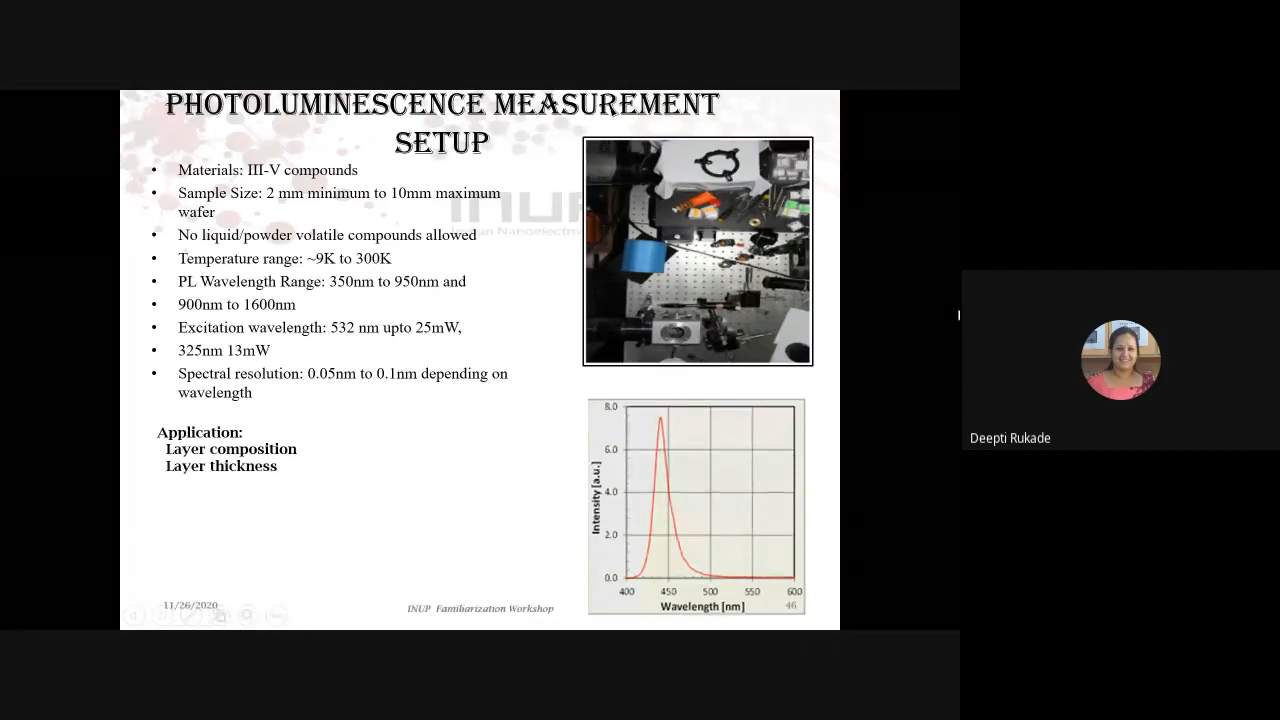 PHOTOLUMINESCENCE MEASUREMENT
SETUP
• Materials: III-V compounds
• Sample Size: 2 mm minimum to 10mm maximum
wafer
• No liquid/powder volatile compounds allowed
• Temperature range: ~9K to 300K
• PL Wavelength Range: 350nm to 950nm and
• 900nm to 1600nm
• Excitation wavelength: 532 nm upto 25mW,
• 325nm 13mW
• Spectral resolution: 0.05nm to 0.1nm depending on
wavelength
Application:
Layer composition
Layer thickness
8.0
6.0
4.0
2.0
0.0
Intensity [a.u.]
400 450 500 550 600
Wavelength [nm]
11/26/2020
INUP Familiarization Workshop
46
Deepti Rukade